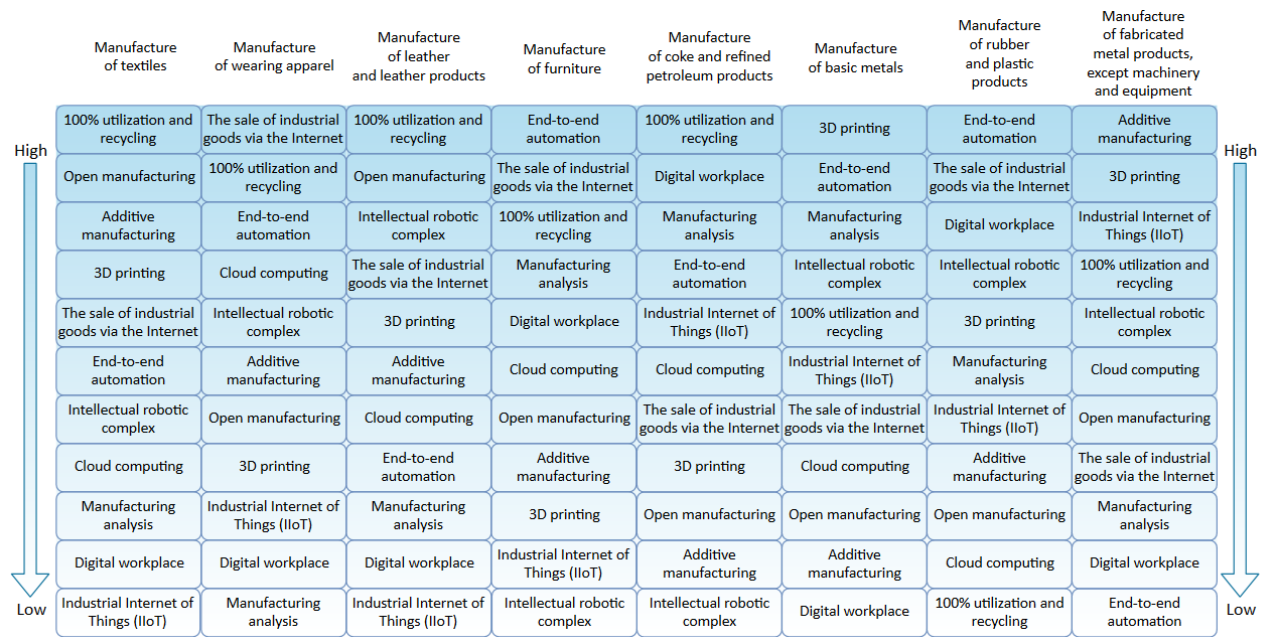 Manufacture
of textiles
Manufacture
of wearing apparel
Manufacture
of leather
and leather products
Manufacture
of furniture
Manufacture
of coke and refined
petroleum products
Manufacture
of basic metals
Manufacture
of rubber
and plastic
products
Manufacture
of fabricated
metal products,
except machinery
and equipment
High
High
100% utilization and
recycling
The sale of industrial
goods via the Internet
100% utilization and
recycling
End-to-end
automation
100% utilization and
recycling
3D printing
End-to-end
automation
Additive
manufacturing
Open manufacturing
100% utilization and
recycling
Open manufacturing
The sale of industrial
goods via the Internet
Digital workplace
End-to-end
automation
The sale of industrial
goods via the Internet
3D printing
Additive
manufacturing
End-to-end
automation
Intellectual robotic
complex
100% utilization and
recycling
Manufacturing
analysis
Manufacturing
analysis
Digital workplace
Industrial Internet of
Things (IIoT)
3D printing
Cloud computing
The sale of industrial
goods via the Internet
Manufacturing
analysis
End-to-end
automation
Intellectual robotic
complex
Intellectual robotic
complex
100% utilization and
recycling
The sale of industrial
goods via the Internet
Intellectual robotic
complex
3D printing
Digital workplace
Industrial Internet of
Things (IIoT)
100% utilization and
recycling
3D printing
Intellectual robotic
complex
End-to-end
automation
Additive
manufacturing
Additive
manufacturing
Cloud computing
Cloud computing
Industrial Internet of
Things (IIoT)
Manufacturing
analysis
Cloud computing
Intellectual robotic
complex
Open manufacturing
Cloud computing
Open manufacturing
The sale of industrial
goods via the Internet
The sale of industrial
goods via the Internet
Industrial Internet of
Things (IIoT)
Open manufacturing
Cloud computing
3D printing
End-to-end
automation
Additive
manufacturing
3D printing
Cloud computing
Additive
manufacturing
The sale of industrial
goods via the Internet
Manufacturing
analysis
Industrial Internet of
Things (IIoT)
Manufacturing
analysis
3D printing
Open manufacturing
Open manufacturing
Open manufacturing
Manufacturing
analysis
Digital workplace
Digital workplace
Digital workplace
Industrial Internet of
Things (IIoT)
Additive
manufacturing
Additive
manufacturing
Cloud computing
Digital workplace
Low
Low
Industrial Internet of
Things (IIoT)
Manufacturing
analysis
Industrial Internet of
Things (IIoT)
Intellectual robotic
complex
Intellectual robotic
complex
Digital workplace
100% utilization and
recycling
End-to-end
automation